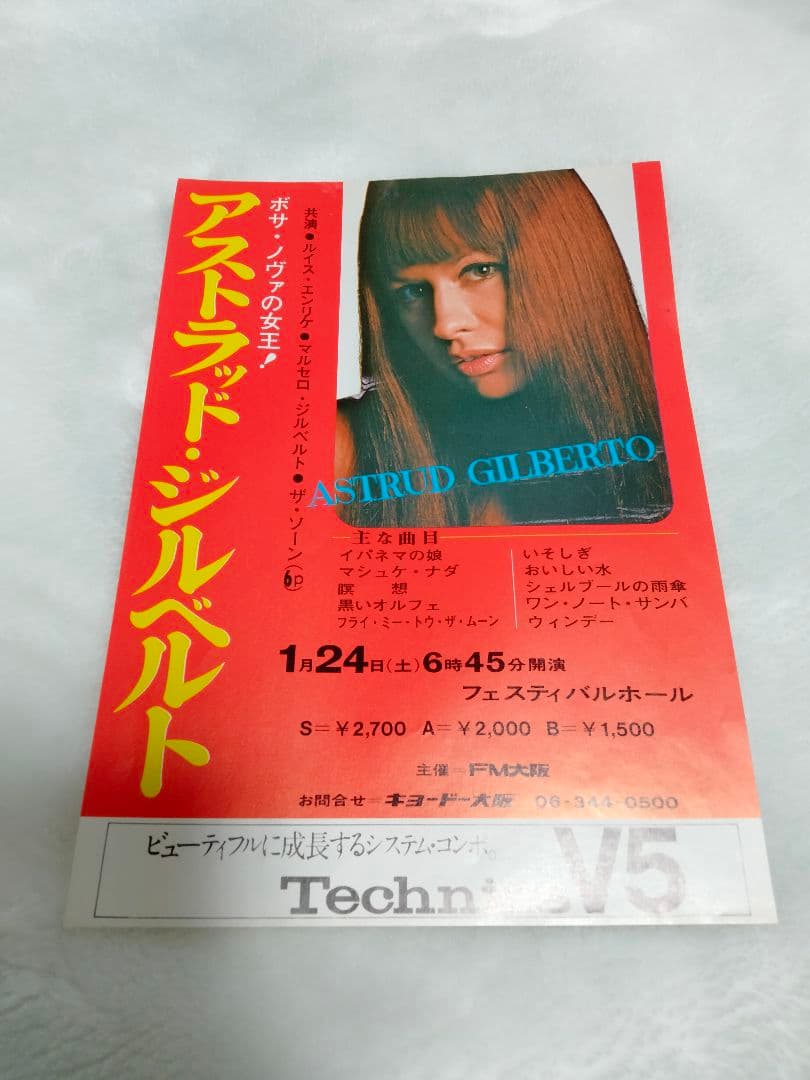 アストラッド・ジルベルト
ボサ・ノヴァの女王!
共演●ルイス・エンリケ●マルセロ・ジルベルト●ザ・ソーン(6p)
ASTRUD GILBERTO
主な曲目
イパネマの娘
マシュケ・ナダ
瞑想
黒いオルフェ
フライ・ミー・トウ・ザ・ムーン
いそしぎ
おいしい水
シェルブールの雨傘
ワン・ノート・サンバ
ウィンデー
1月24日(土)6時45分開演
フェスティバルホール
S=¥2,700 A=¥2,000 B=¥1,500
主催=FM大阪
お問合せ=キョードー大阪 06-344-0500
ビューティフルに成長するシステム・コンポ。
Technics V5